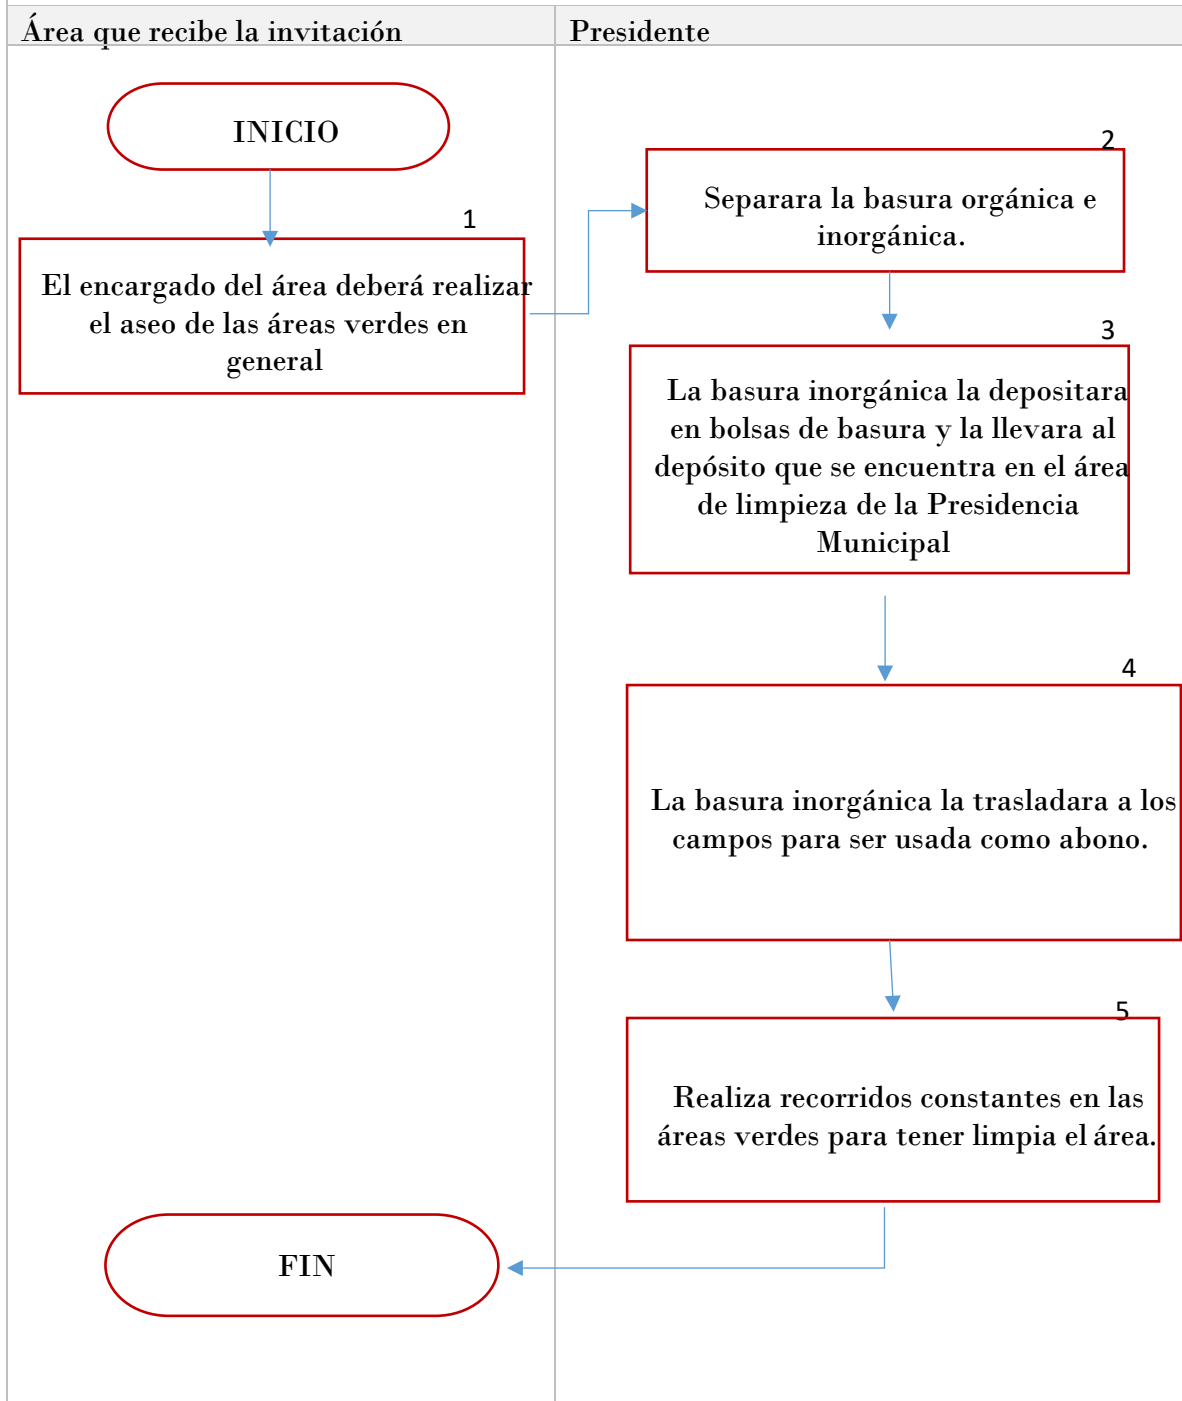 Área que recibe la invitación
Presidente
INICIO
1
El encargado del área deberá realizar
el aseo de las áreas verdes en
general
2
Separara la basura orgánica e
inorgánica.
3
La basura inorgánica la depositara
en bolsas de basura y la llevara al
depósito que se encuentra en el área
de limpieza de la Presidencia
Municipal
4
La basura inorgánica la trasladara a los
campos para ser usada como abono.
5
Realiza recorridos constantes en las
áreas verdes para tener limpia el área.
FIN